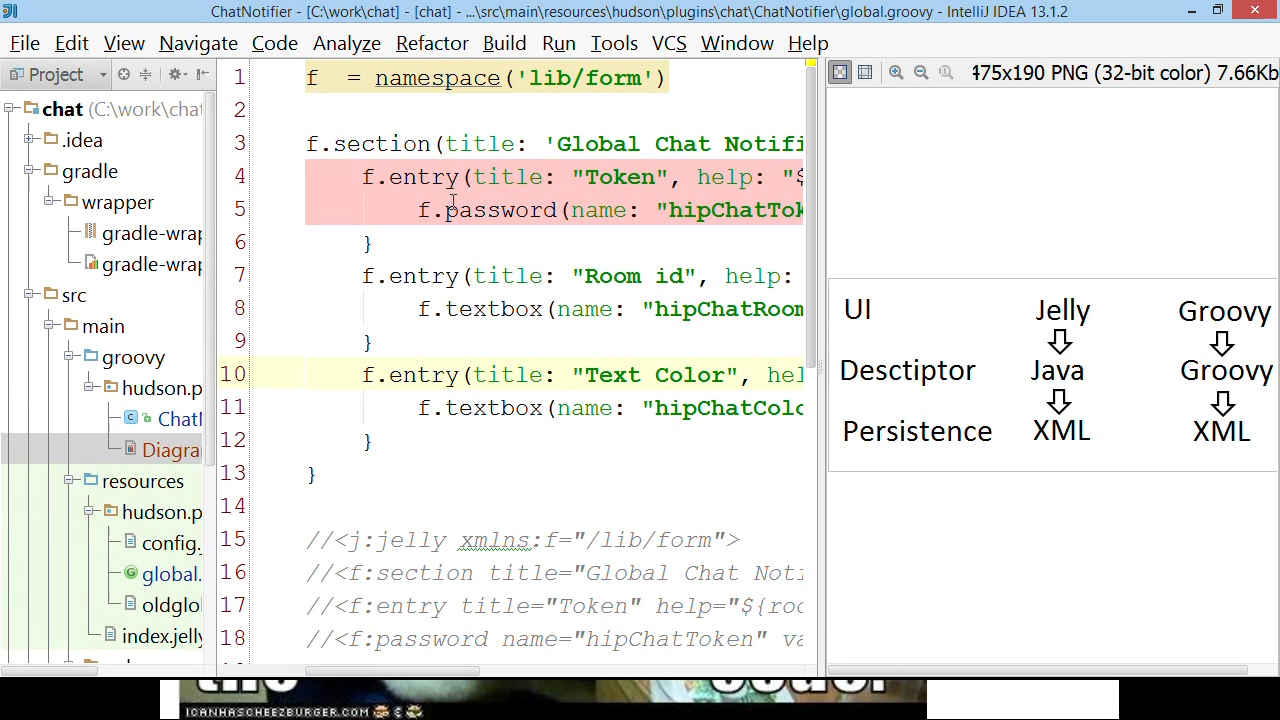 ChatNotifier - [C:\work\chat] - [chat] - ...\src\main\resources\hudson\plugins\chat\ChatNotifier\global.groovy - IntelliJ IDEA 13.1.2
File Edit View Navigate Code Analyze Refactor Build Run Tools VCS Window Help
Project
475x190 PNG (32-bit color) 7.66Kb
chat (C:\work\chat
.idea
gradle
wrapper
gradle-wrap
gradle-wrap
src
main
groovy
hudson.p
ChatN
Diagra
resources
hudson.p
config.
global.
oldglo
index.jelly
1 f = namespace('lib/form')
2
3 f.section(title: 'Global Chat Notifi
4 f.entry(title: "Token", help: "$
5 f.password(name: "hipChatTok
6 }
7 f.entry(title: "Room id", help:
8 f.textbox(name: "hipChatRoom
9 }
10 f.entry(title: "Text Color", hel
11 f.textbox(name: "hipChatColo
12 }
13 }
14
15 //<j:jelly xmlns:f="/lib/form">
16 //<f:section title="Global Chat Noti
17 //<f:entry title="Token" help="${roo
18 //<f:password name="hipChatToken" va
UI Jelly Groovy
Desctiptor Java Groovy
Persistence XML XML
the coder
ICANHASCHEEZBURGER.COM